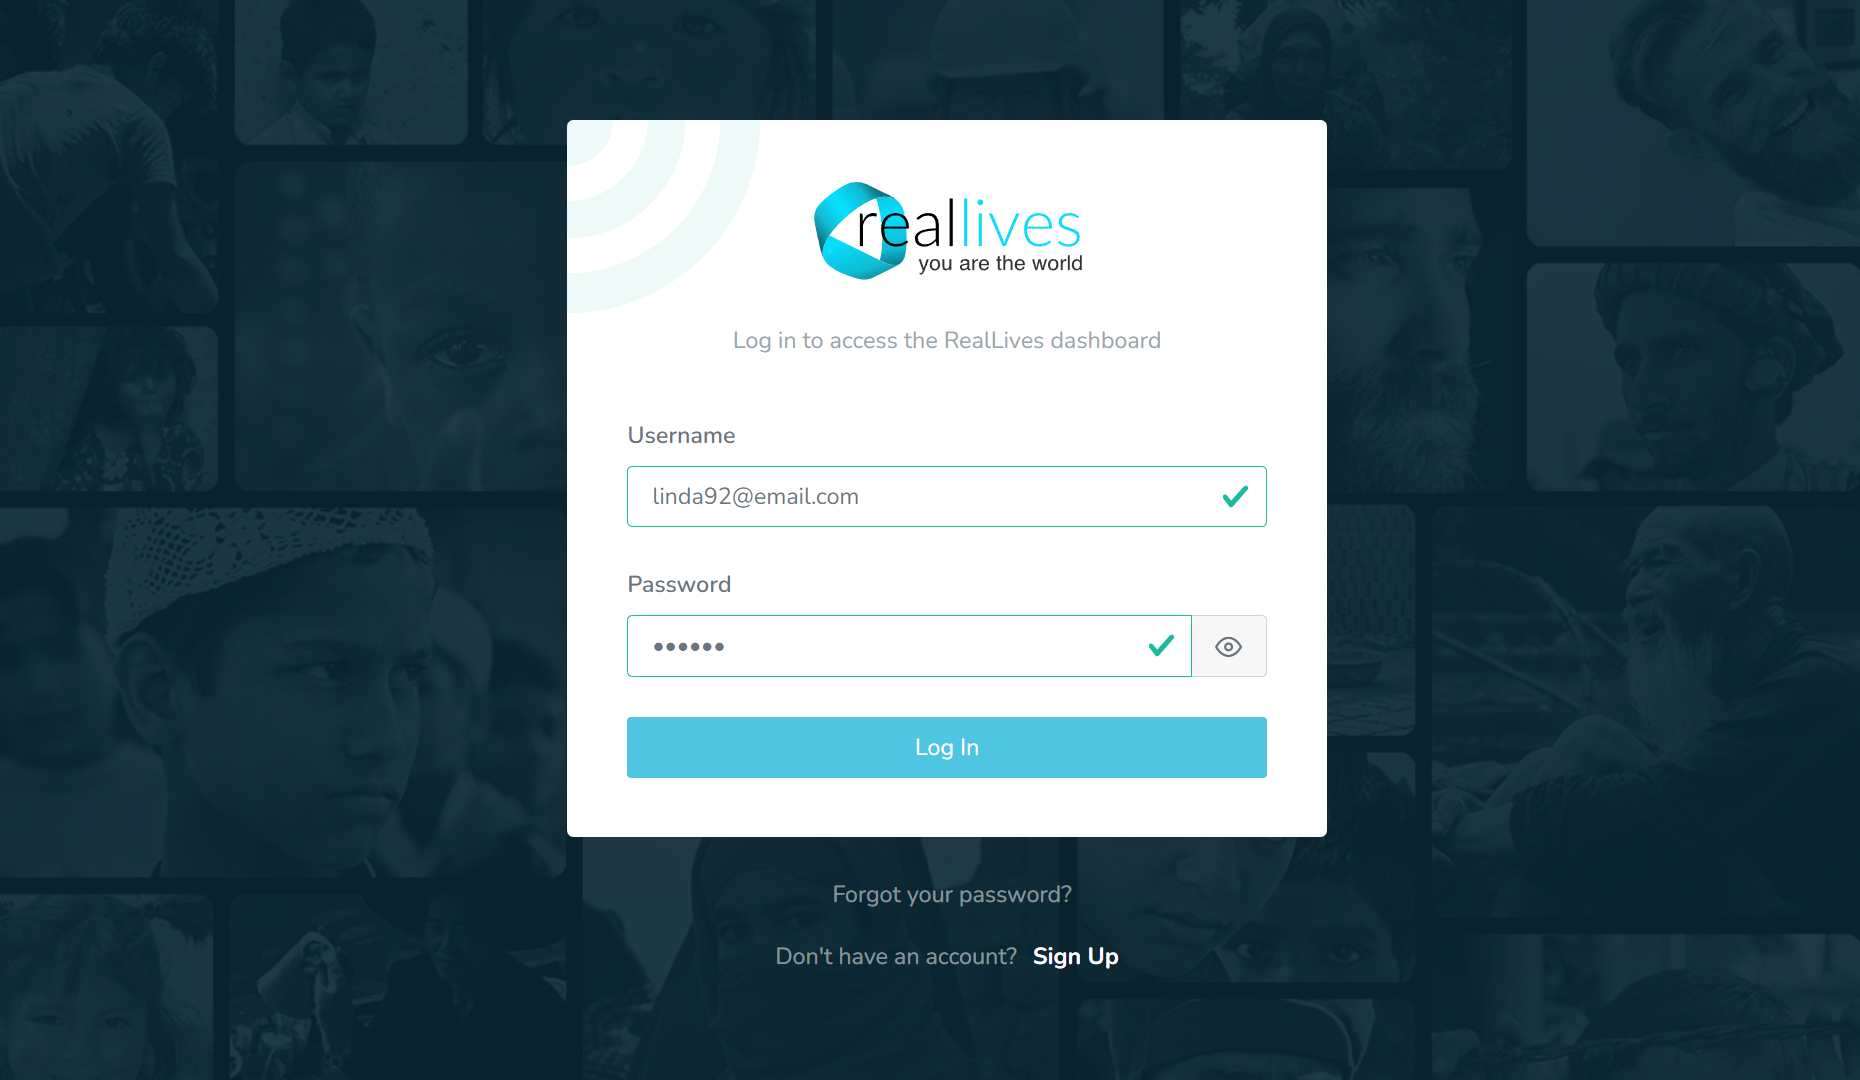 reallives
you are the world
Log in to access the RealLives dashboard
Username
linda92@email.com
Password
••••••
Log In
Forgot your password?
Don't have an account? Sign Up